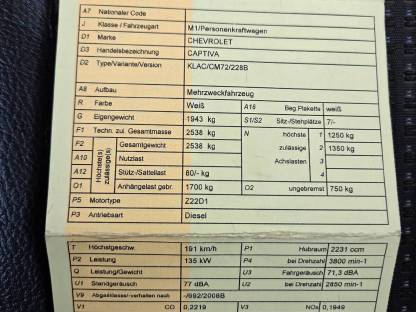 A7 Nationaler Code
J Klasse / Fahrzeugart M1/Personenkraftwagen
D1 Marke CHEVROLET
D3 Handelsbezeichnung CAPTIVA
D2 Type/Variante/Version KLAC/CM72/228B
A8 Aufbau Mehrzweckfahrzeug
R Farbe Weiß A16 Beg.Plakette weiß
G Eigengewicht 1943 kg S1/S2 Sitz-/Stehplätze 7/-
F1 Techn. zul. Gesamtmasse 2538 kg N höchste 1 1250 kg
F2 Höchste(s) zulässige(s) Gesamtgewicht 2538 kg zulässige 2 1350 kg
A10 Nutzlast Achslasten 3
A12 Stütz-/Sattellast 80/- kg 4
O1 Anhängelast gebr. 1700 kg O2 ungebremst 750 kg
P5 Motortype Z22D1
P3 Antriebsart Diesel
T Höchstgeschw. 191 km/h P1 Hubraum 2231 ccm
P2 Leistung 135 kW P4 bei Drehzahl 3800 min-1
Q Leistung/Gewicht U3 Fahrgeräusch 71,3 dBA
U1 Standgeräusch 77 dBA U2 bei Drehzahl 2850 min-1
V9 Abgasklasse/-verhalten nach -/692/2008B
V1 CO 0,2219 V3 NOx 0,1949